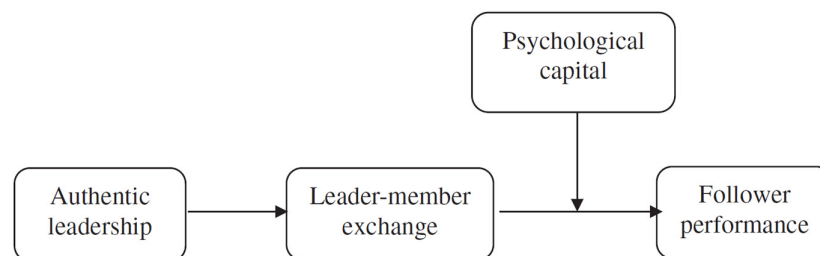 Psychological
capital
Authentic
leadership
Leader-member
exchange
Follower
performance